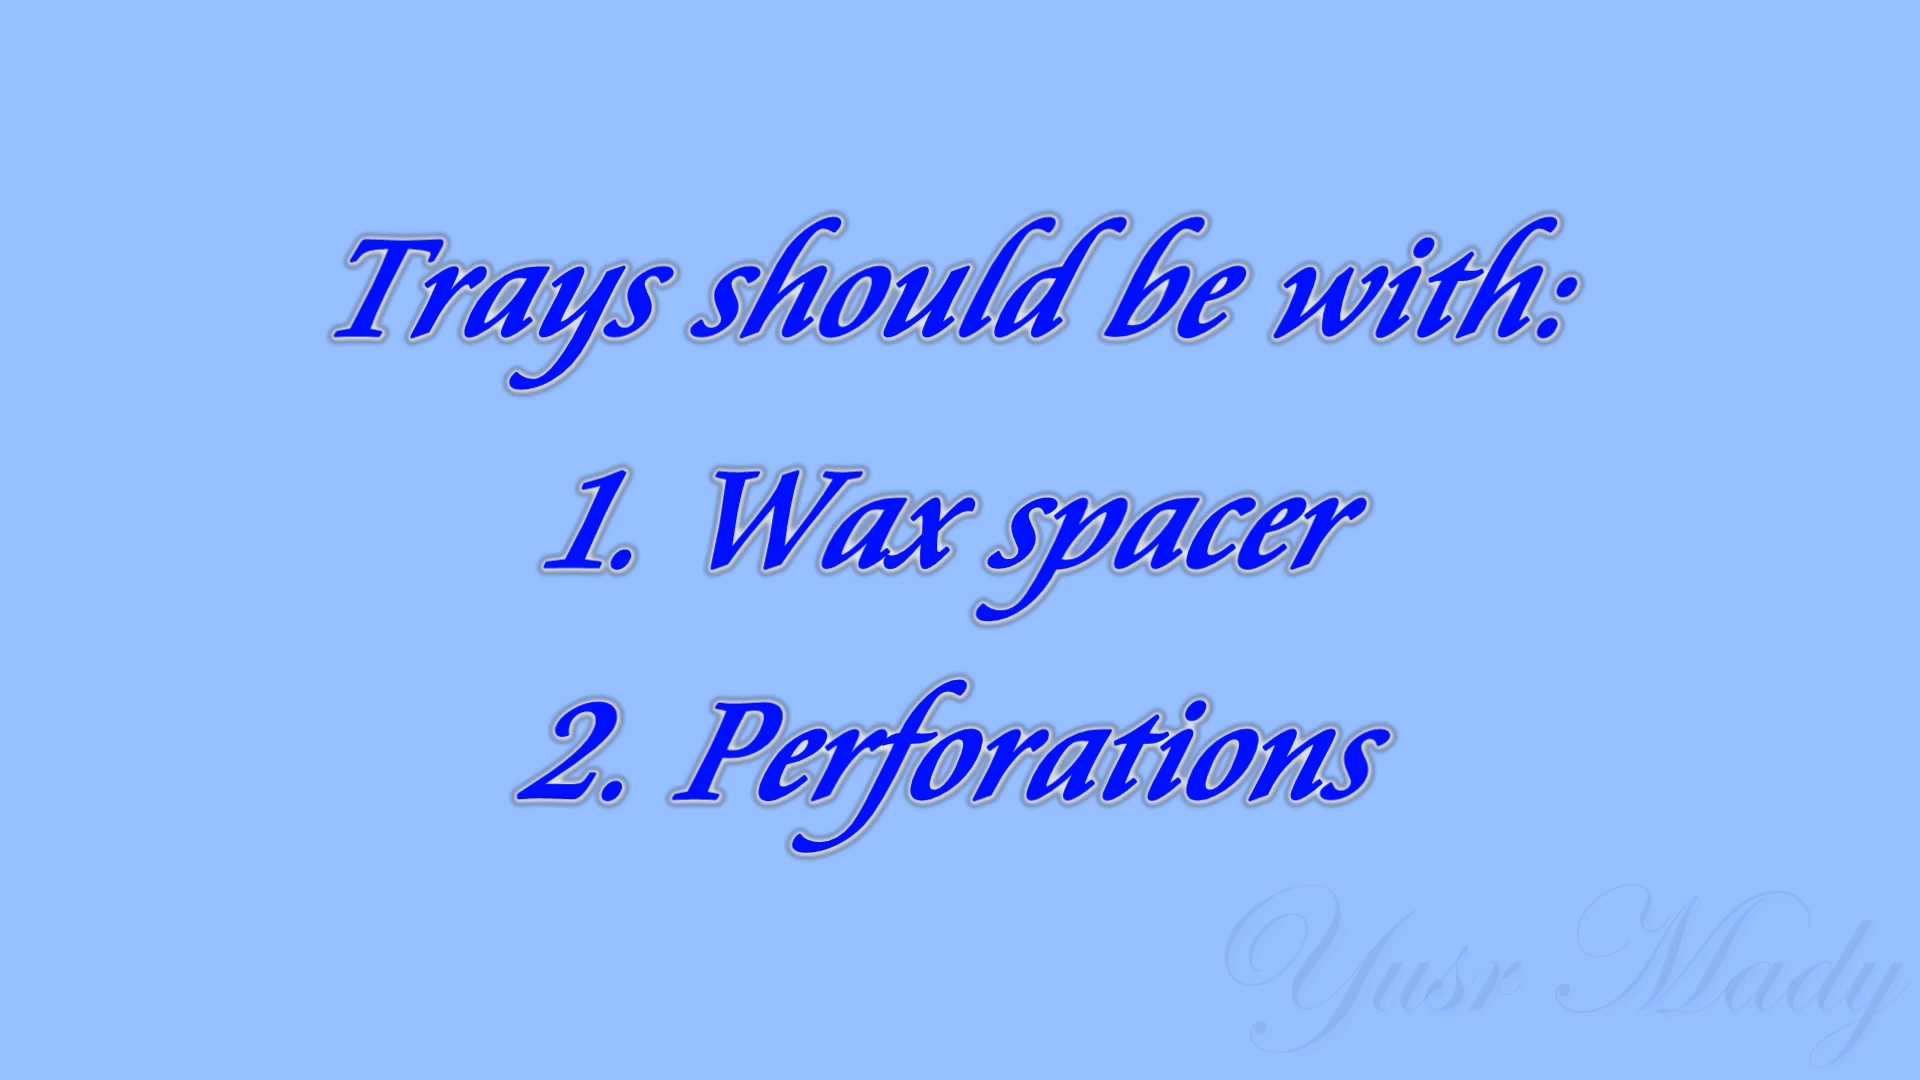 Trays should be with:
1. Wax spacer
2. Perforations
Yusr Mady